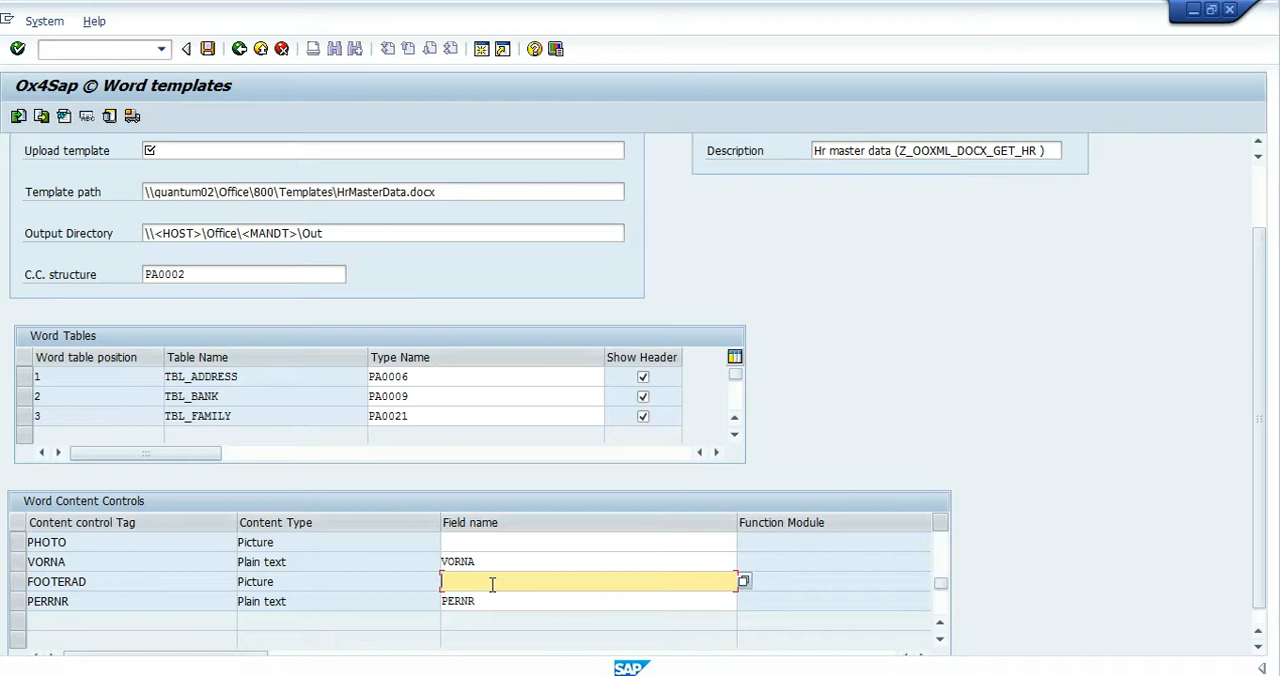 System Help
Ox4Sap © Word templates
ABC
Upload template
Description Hr master data (Z_OOXML_DOCX_GET_HR )
Template path \\quantum02\Office\800\Templates\HrMasterData.docx
Output Directory \\<HOST>\Office\<MANDT>\Out
C.C. structure PA0002
Word Tables
Word table position Table Name Type Name Show Header
1 TBL_ADDRESS PA0006
2 TBL_BANK PA0009
3 TBL_FAMILY PA0021
Word Content Controls
Content control Tag Content Type Field name Function Module
PHOTO Picture
VORNA Plain text VORNA
FOOTERAD Picture
PERRNR Plain text PERNR
SAP